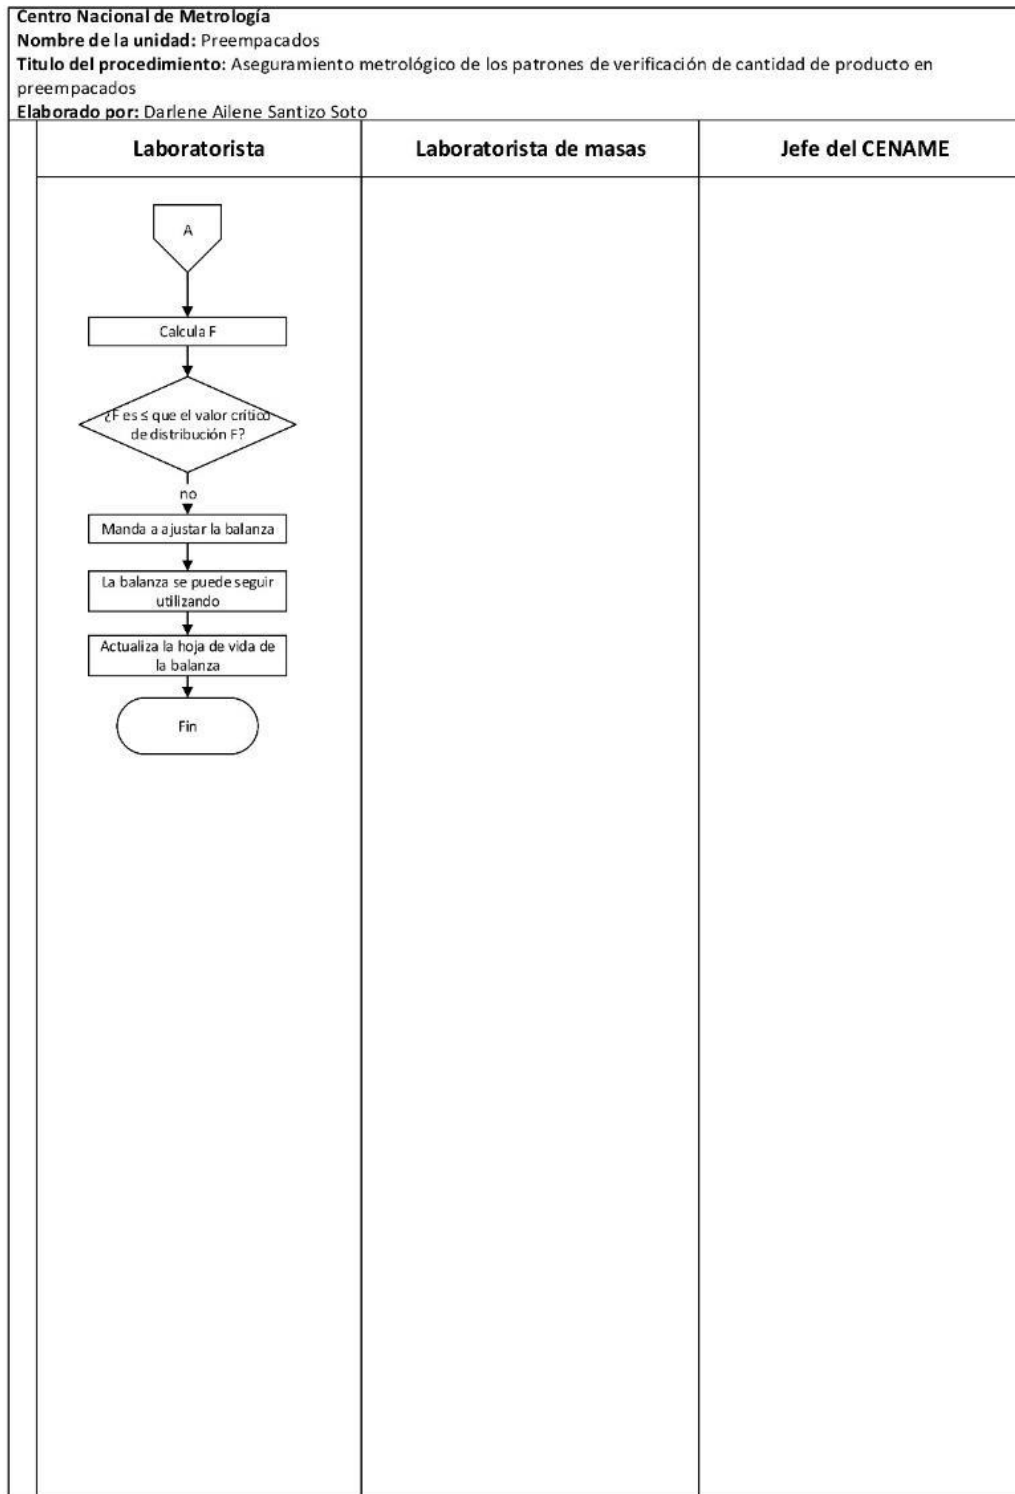 Centro Nacional de Metrología
Nombre de la unidad: Preempacados
Titulo del procedimiento: Aseguramiento metrológico de los patrones de verificación de cantidad de producto en
preempacados
Elaborado por: Darlene Ailene Santizo Soto
Laboratorista
Laboratorista de masas
Jefe del CENAME
A
Calcula F
¿F es ≤ que el valor crítico
de distribución F?
no
Manda a ajustar la balanza
La balanza se puede seguir
utilizando
Actualiza la hoja de vida de
la balanza
Fin